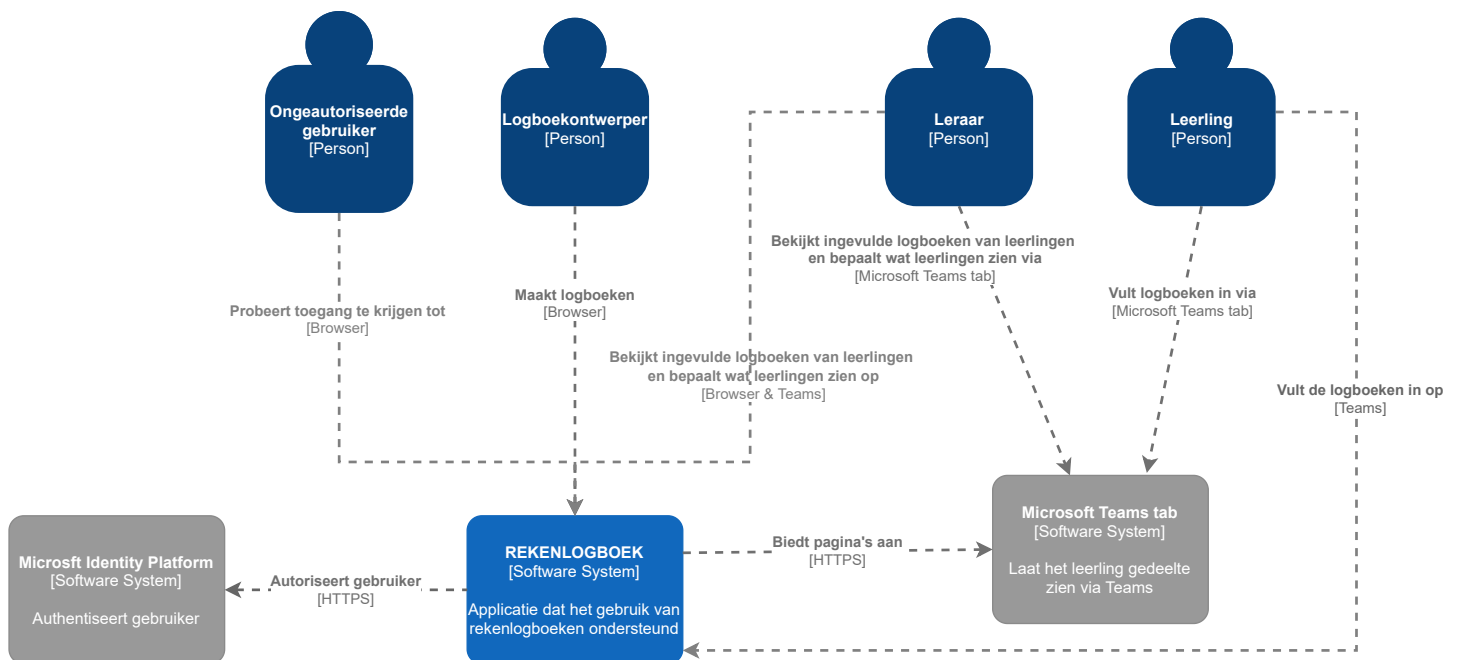 Ongeautoriseerde
gebruiker
[Person]
Logboekontwerper
[Person]
Leraar
[Person]
Leerling
[Person]
Bekijkt ingevulde logboeken van leerlingen
en bepaalt wat leerlingen zien via
[Microsoft Teams tab]
Maakt logboeken
[Browser]
Vult logboeken in via
[Microsoft Teams tab]
Probeert toegang te krijgen tot
[Browser]
Bekijkt ingevulde logboeken van leerlingen
en bepaalt wat leerlingen zien op
[Browser & Teams]
Vult de logboeken in op
[Teams]
Microsft Identity Platform
[Software System]
Authentiseert gebruiker
Autoriseert gebruiker
[HTTPS]
REKENLOGBOEK
[Software System]
Applicatie dat het gebruik van
rekenlogboeken ondersteund
Biedt pagina's aan
[HTTPS]
Microsoft Teams tab
[Software System]
Laat het leerling gedeelte
zien via Teams